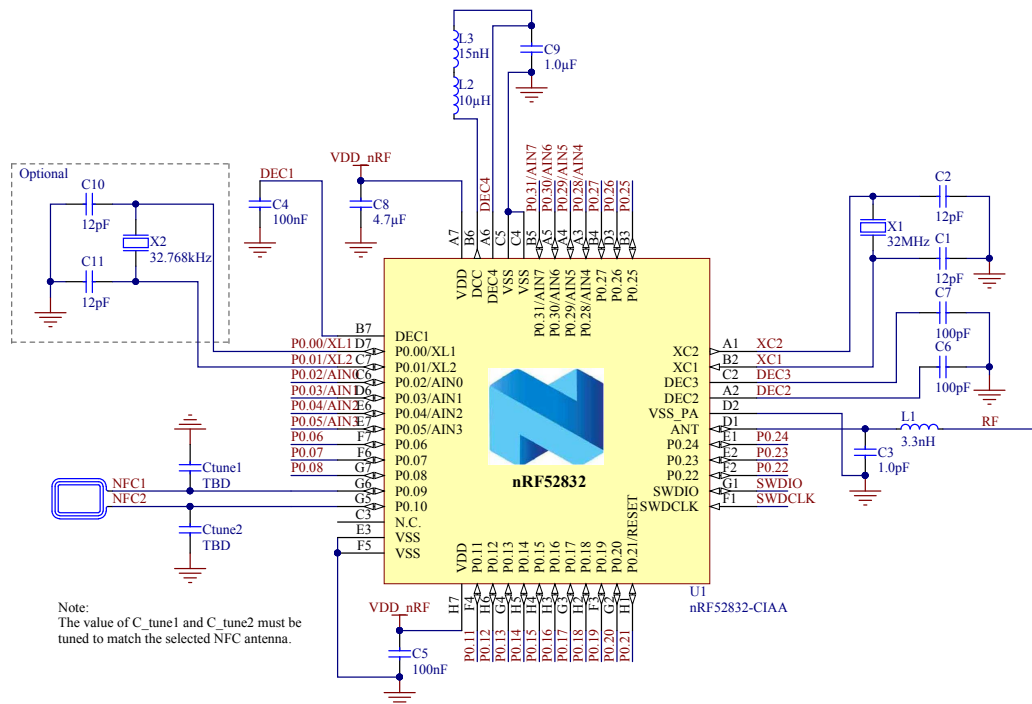 L3
15nH
L2
10µH
C9
1.0µF
VDD_nRF
DEC1
C4
100nF
C8
4.7µF
DEC4
P0.31/AIN7
P0.30/AIN6
P0.29/AIN5
P0.28/AIN4
P0.27
P0.26
P0.25
Optional
C10
12pF
X2
32.768kHz
C11
12pF
C2
12pF
X1
32MHz
C1
12pF
C7
100pF
C6
100pF
A7
B6
A6
C5
C4
B5
A5
A4
A3
B4
D3
B3
VDD
DCC
DEC4
VSS
VSS
P0.31/AIN7
P0.30/AIN6
P0.29/AIN5
P0.28/AIN4
P0.27
P0.26
P0.25
B7 DEC1
P0.00/XL1 D7 P0.00/XL1
P0.01/XL2 C7 P0.01/XL2
P0.02/AIN0 C6 P0.02/AIN0
P0.03/AIN1 D6 P0.03/AIN1
P0.04/AIN2 E6 P0.04/AIN2
P0.05/AIN3 E7 P0.05/AIN3
P0.06 F7 P0.06
P0.07 F6 P0.07
P0.08 G7 P0.08
NFC1 G6 P0.09
NFC2 G5 P0.10
C3 N.C.
E3 VSS
F5 VSS
Ctune1
TBD
Ctune2
TBD
nRF52832
XC2 A1 XC2
XC1 B2 XC1
DEC3 C2 DEC3
DEC2 A2 DEC2
VSS_PA D2
ANT D1
P0.24 E1 P0.24
P0.23 E2 P0.23
P0.22 F2 P0.22
SWDIO G1 SWDIO
SWDCLK F1 SWDCLK
L1
3.3nH
RF
C3
1.0pF
VDD
P0.11
P0.12
P0.13
P0.14
P0.15
P0.16
P0.17
P0.18
P0.19
P0.20
P0.21/RESET
H7
F4
H6
G4
H5
H4
H3
G3
H2
F3
G2
H1
P0.11
P0.12
P0.13
P0.14
P0.15
P0.16
P0.17
P0.18
P0.19
P0.20
P0.21
U1
nRF52832-CIAA
VDD_nRF
C5
100nF
Note:
The value of C_tune1 and C_tune2 must be
tuned to match the selected NFC antenna.